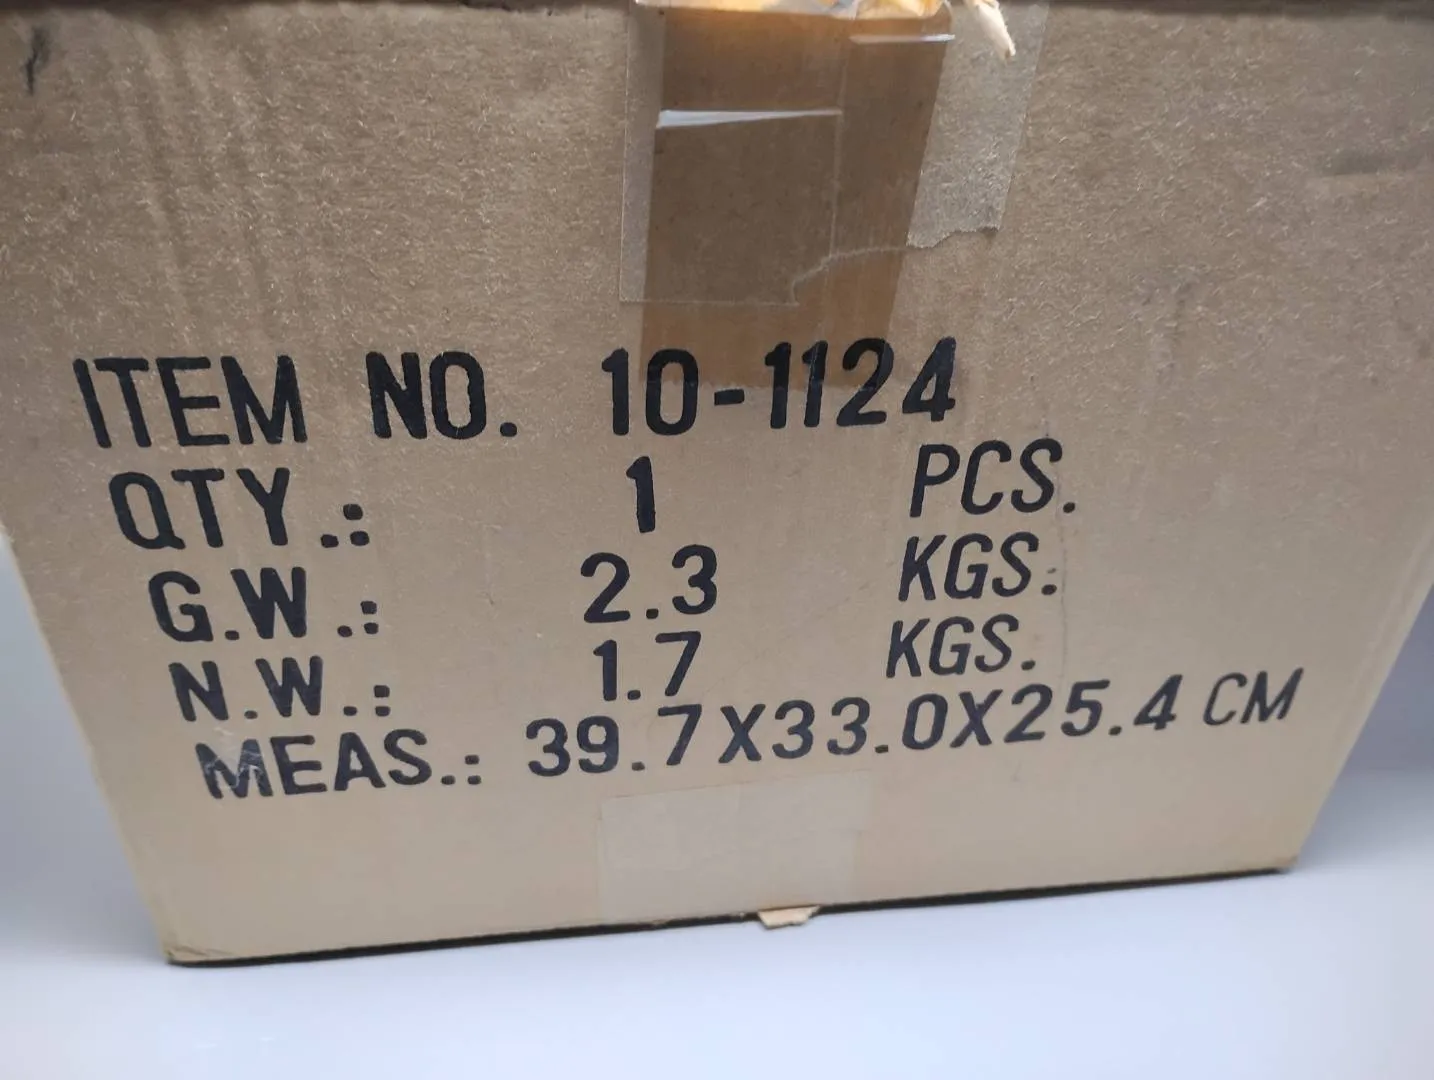 ITEM NO. 10-1124
QTY.: 1 PCS.
G.W.: 2.3 KGS.
N.W.: 1.7 KGS.
MEAS.: 39.7X33.0X25.4 CM